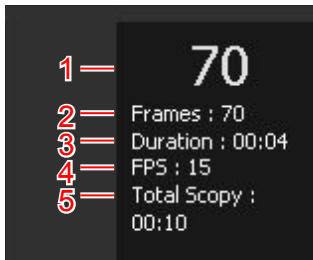 1 70
2 Frames : 70
3 Duration : 00:04
4 FPS : 15
5 Total Scopy :
00:10